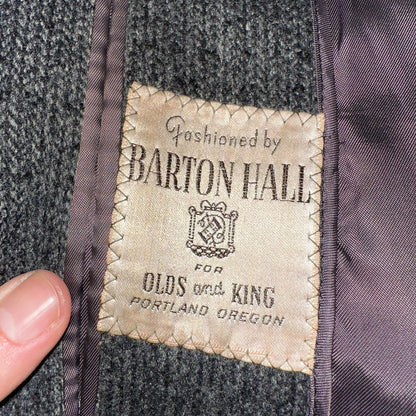 Fashioned by
BARTON HALL
FOR
OLDS and KING
PORTLAND OREGON